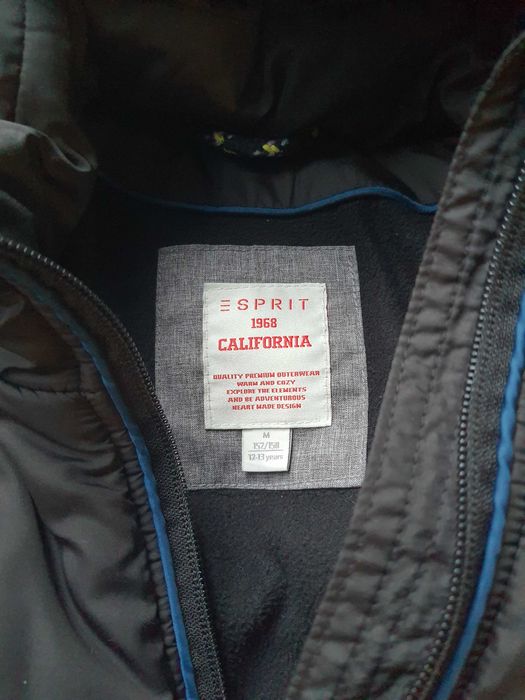 ESPRIT
1968
CALIFORNIA
QUALITY PREMIUM OUTERWEAR
WARM AND COZY
EXPLORE THE ELEMENTS
AND BE ADVENTUROUS
HEART MADE DESIGN
M
152/158
12-13 years